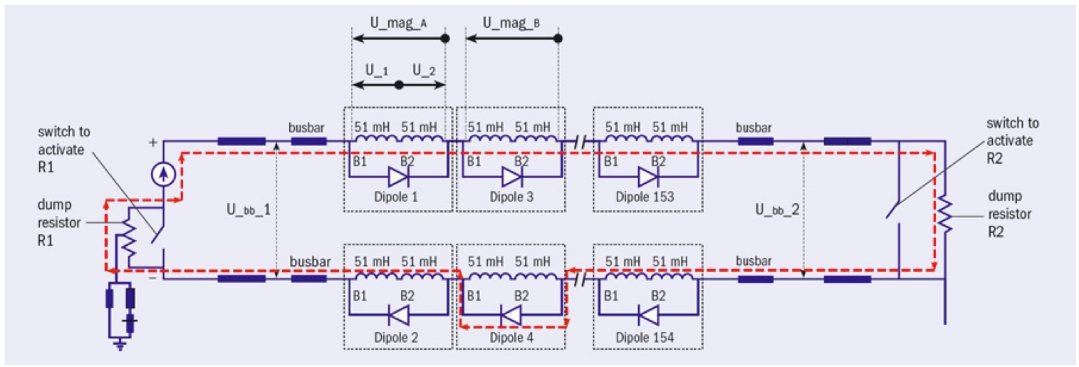 U_mag_A
U_mag_B
U_1 U_2
switch to
activate
R1
+
busbar
51 mH 51 mH
51 mH 51 mH
51 mH 51 mH
busbar
switch to
activate
R2
B1 B2
B1 B2
B1 B2
Dipole 1
Dipole 3
Dipole 153
dump
resistor
R1
U_bb_1
U_bb_2
dump
resistor
R2
–
busbar
51 mH 51 mH
51 mH 51 mH
51 mH 51 mH
busbar
B1 B2
B1 B2
B1 B2
Dipole 2
Dipole 4
Dipole 154